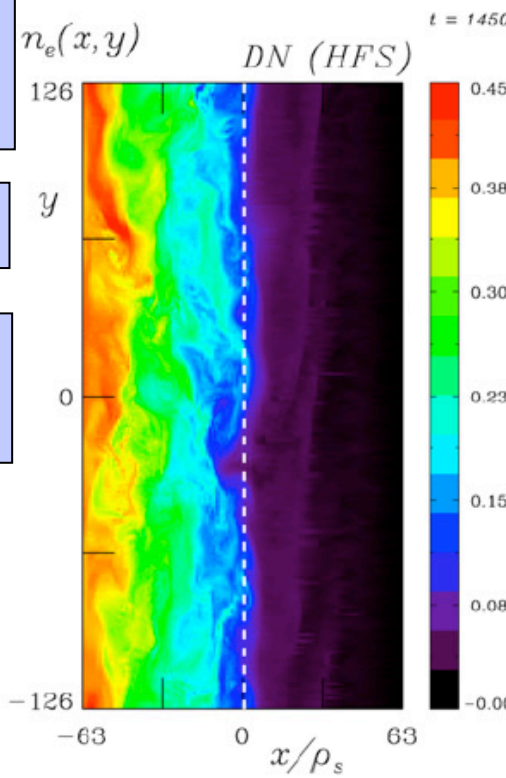 t = 1450
n_e(x,y)
DN (HFS)
126
y
0
−126
−63
0
63
x/ρ_s
0.45
0.38
0.30
0.23
0.15
0.08
−0.00